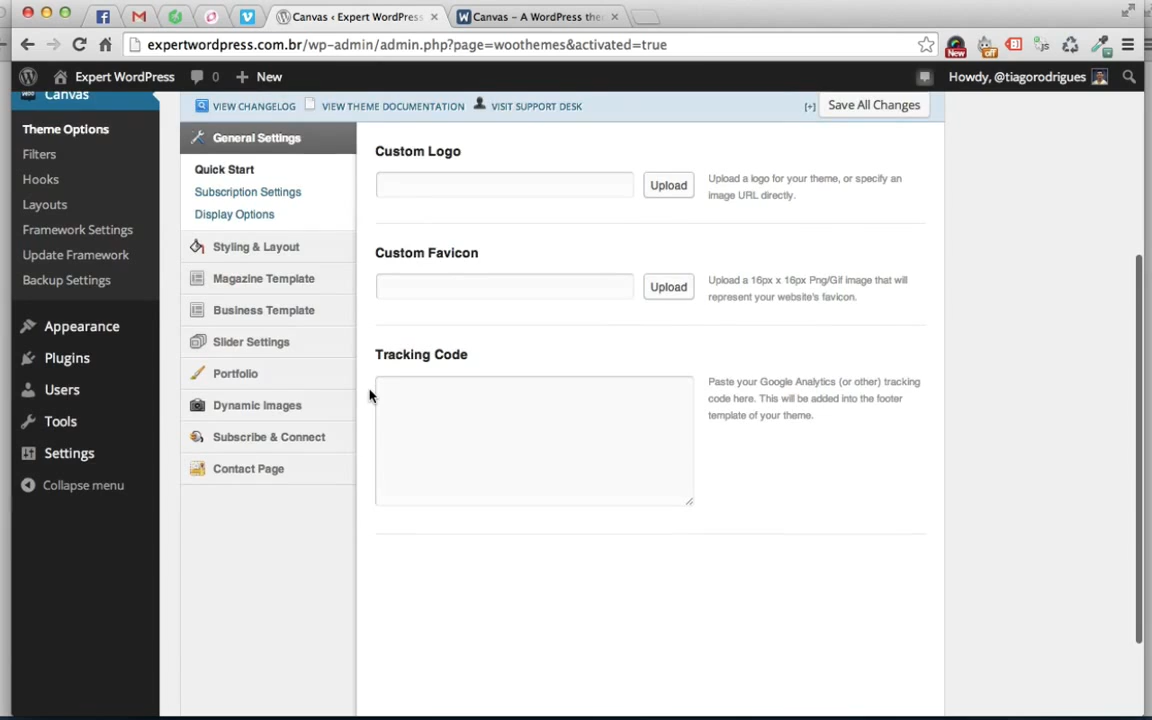 Canvas ‹ Expert WordPress
Canvas – A WordPress the
expertwordpress.com.br/wp-admin/admin.php?page=woothemes&activated=true
New
off
js
Expert WordPress
0
+ New
Howdy, @tiagorodrigues
Canvas
Theme Options
Filters
Hooks
Layouts
Framework Settings
Update Framework
Backup Settings
Appearance
Plugins
Users
Tools
Settings
Collapse menu
VIEW CHANGELOG
VIEW THEME DOCUMENTATION
VISIT SUPPORT DESK
[+]
Save All Changes
General Settings
Quick Start
Subscription Settings
Display Options
Styling & Layout
Magazine Template
Business Template
Slider Settings
Portfolio
Dynamic Images
Subscribe & Connect
Contact Page
Custom Logo
Upload
Upload a logo for your theme, or specify an
image URL directly.
Custom Favicon
Upload
Upload a 16px x 16px Png/Gif image that will
represent your website's favicon.
Tracking Code
Paste your Google Analytics (or other) tracking
code here. This will be added into the footer
template of your theme.